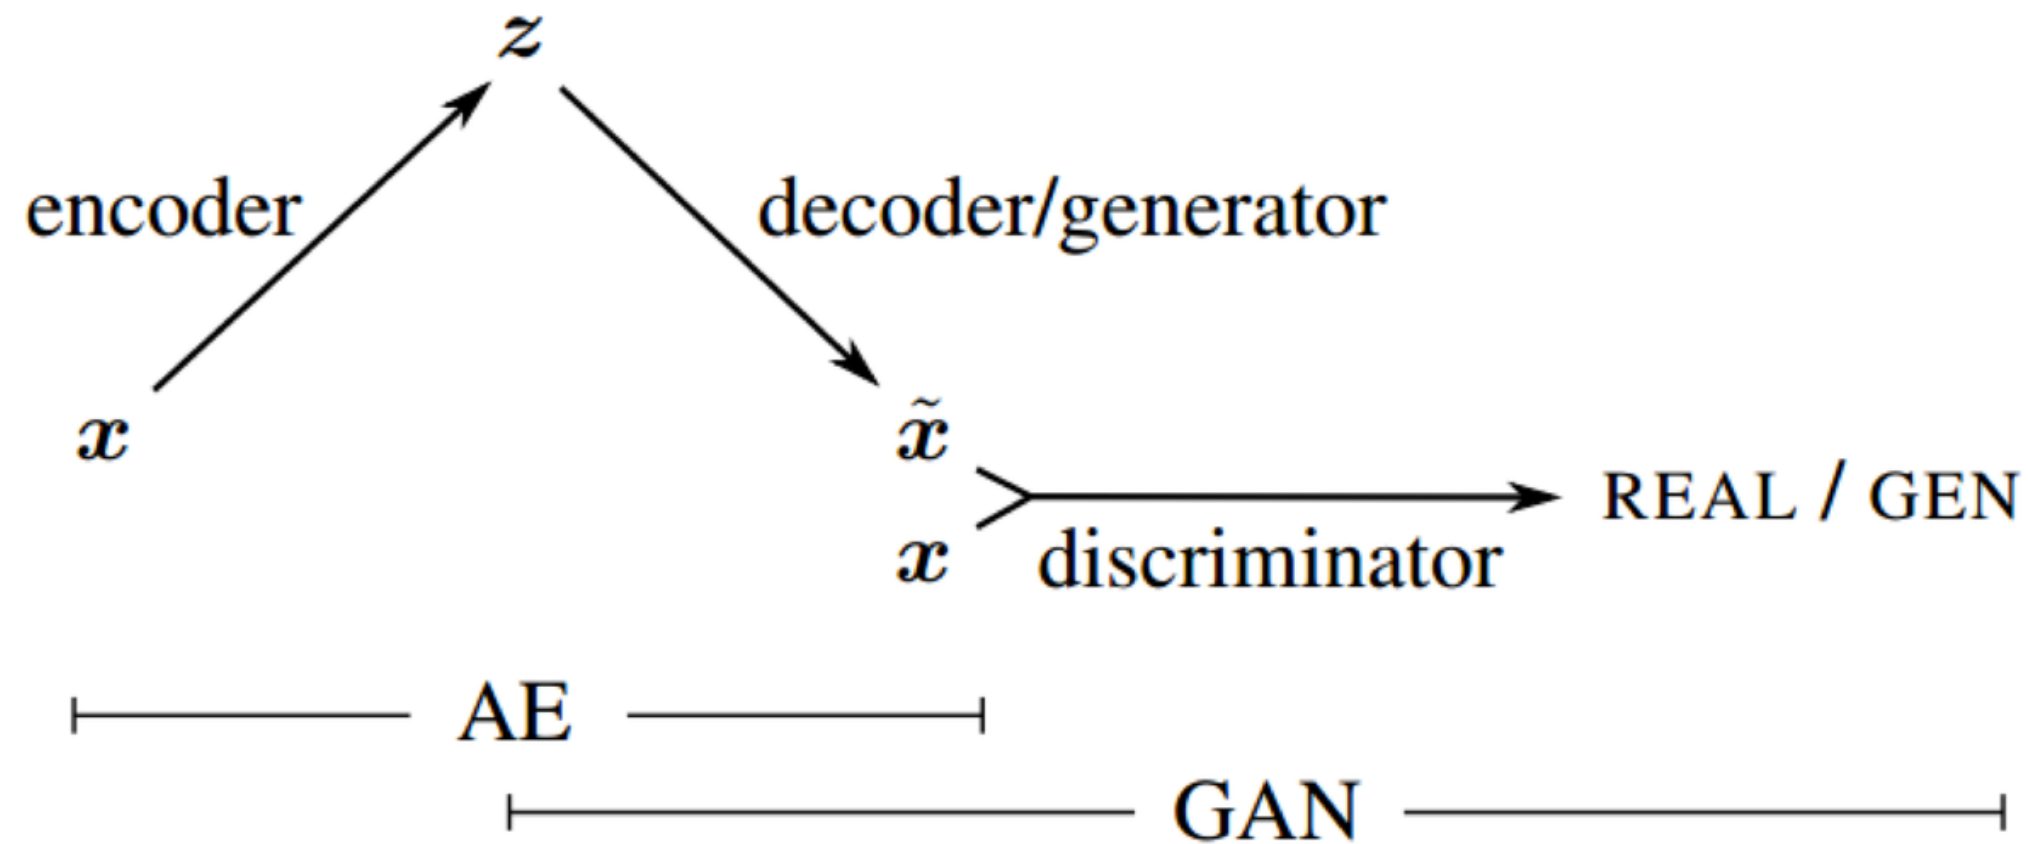 z
encoder
decoder/generator
x
x̃
REAL / GEN
x
discriminator
AE
GAN